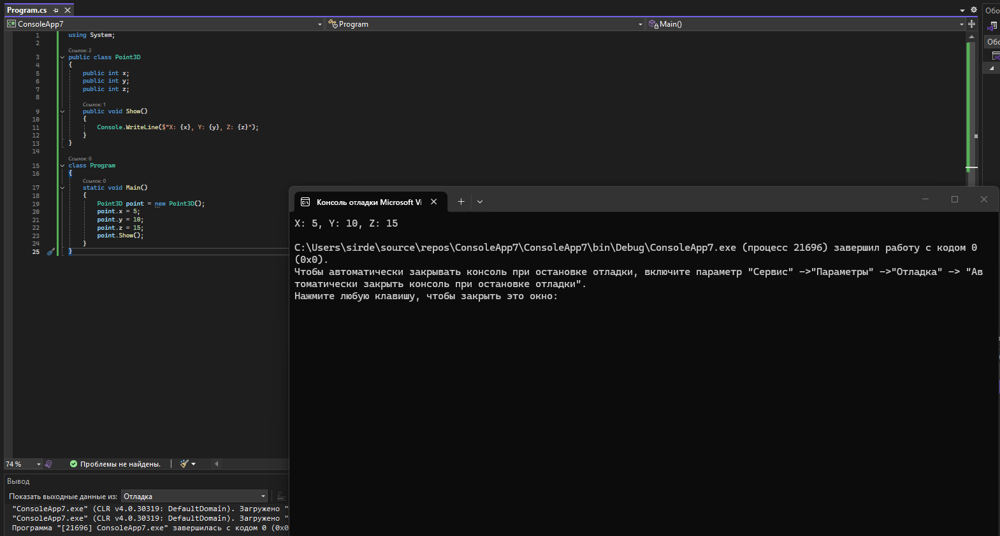 Program.cs
Обо
C# ConsoleApp7
Program
Main()
1 using System;
2
Ссылок: 2
3 public class Point3D
4 {
5 public int x;
6 public int y;
7 public int z;
8
Ссылок: 1
9 public void Show()
10 {
11 Console.WriteLine($"X: {x}, Y: {y}, Z: {z}");
12 }
13 }
14
Ссылок: 0
15 class Program
16 {
Ссылок: 0
17 static void Main()
18 {
19 Point3D point = new Point3D();
20 point.x = 5;
21 point.y = 10;
22 point.z = 15;
23 point.Show();
24 }
25 }
Обо
Консоль отладки Microsoft Vi
X: 5, Y: 10, Z: 15
C:\Users\sirde\source\repos\ConsoleApp7\ConsoleApp7\bin\Debug\ConsoleApp7.exe (процесс 21696) завершил работу с кодом 0
(0x0).
Чтобы автоматически закрывать консоль при остановке отладки, включите параметр "Сервис" ->"Параметры" ->"Отладка" -> "Ав
томатически закрыть консоль при остановке отладки".
Нажмите любую клавишу, чтобы закрыть это окно:
74 %
Проблемы не найдены.
Вывод
Показать выходные данные из: Отладка
"ConsoleApp7.exe" (CLR v4.0.30319: DefaultDomain). Загружено "
"ConsoleApp7.exe" (CLR v4.0.30319: DefaultDomain). Загружено "
Программа "[21696] ConsoleApp7.exe" завершилась с кодом 0 (0x0